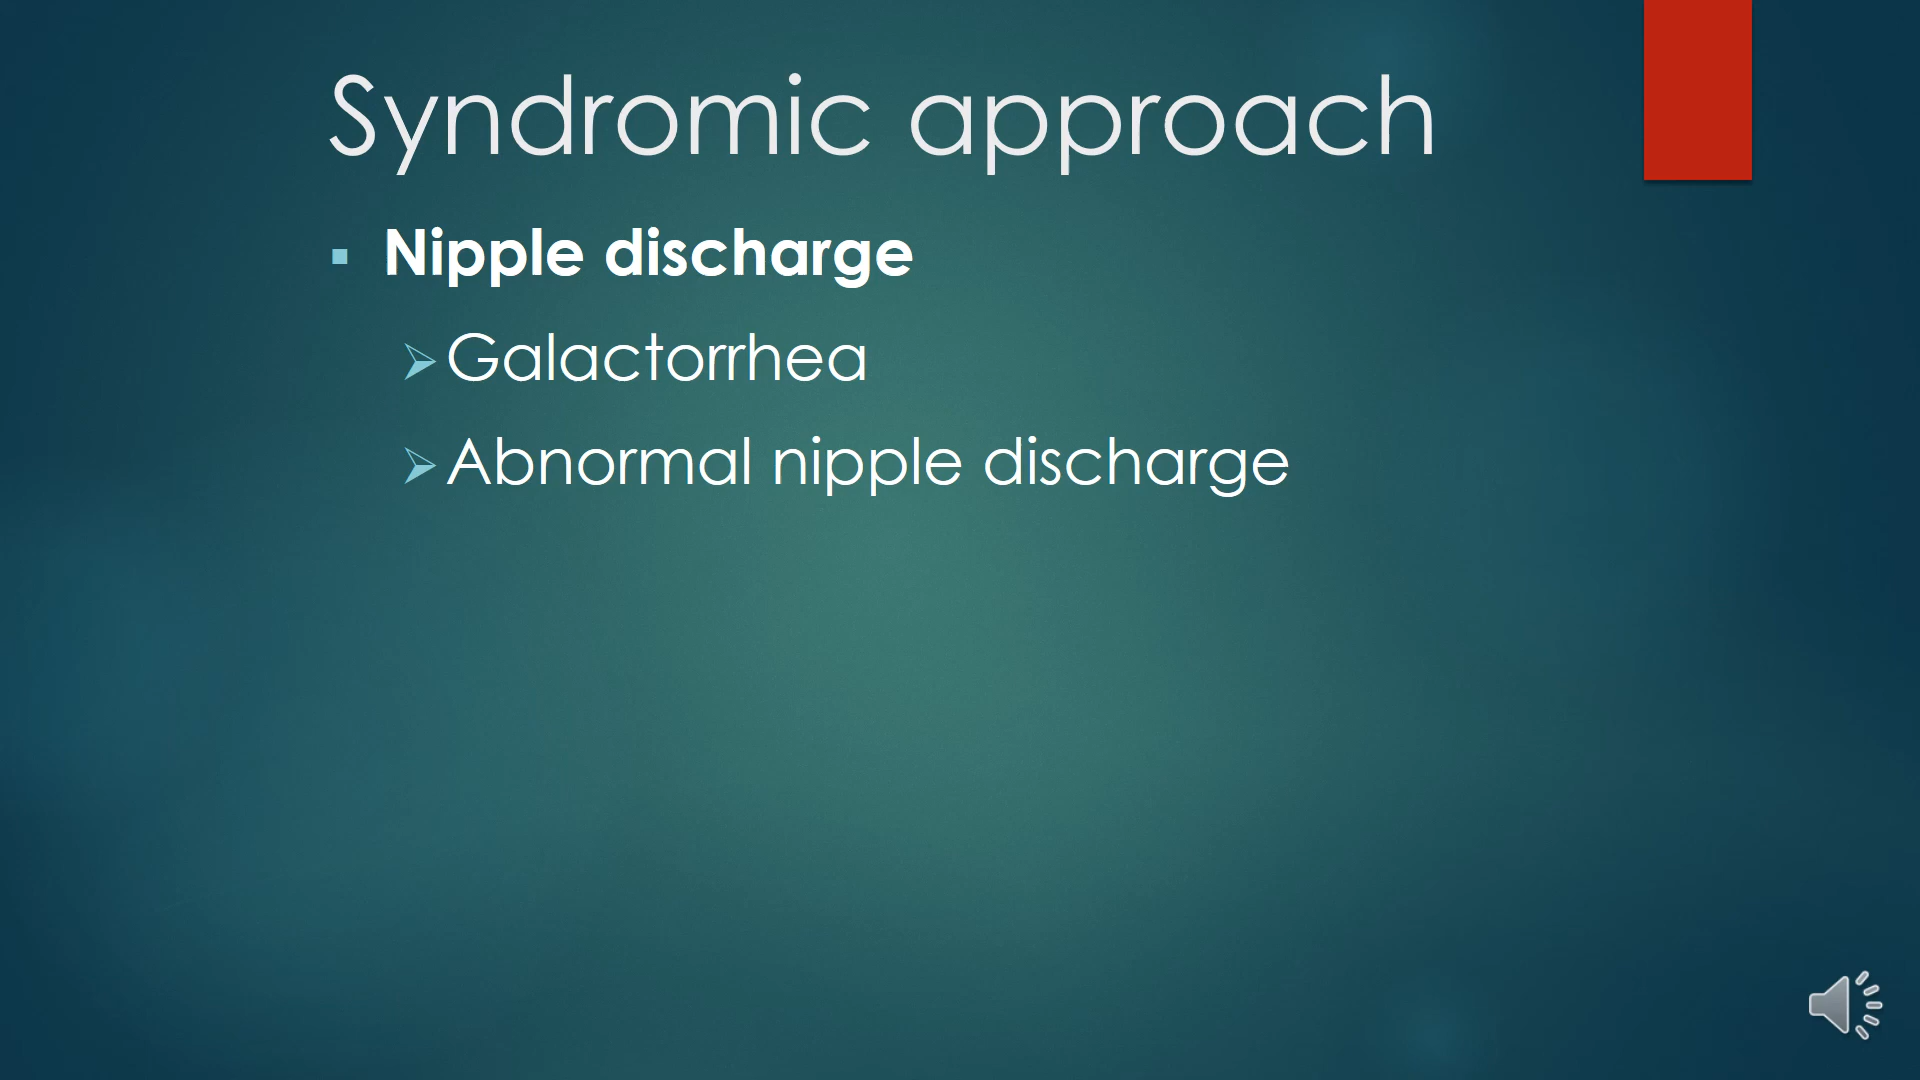 Syndromic approach
Nipple discharge
Galactorrhea
Abnormal nipple discharge